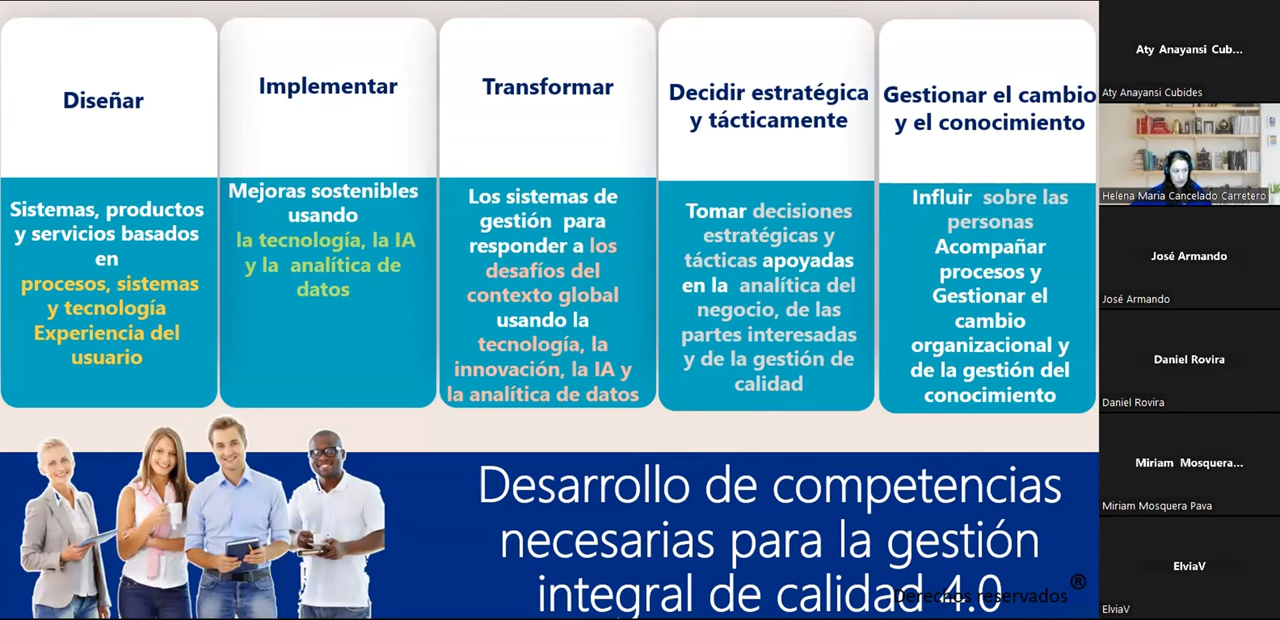 Diseñar
Sistemas, productos
y servicios basados
en
procesos, sistemas
y tecnología
Experiencia del
usuario
Implementar
Mejoras sostenibles
usando
la tecnología, la IA
y la analítica de
datos
Transformar
Los sistemas de
gestión para
responder a los
desafíos del
contexto global
usando la
tecnología, la
innovación, la IA y
la analítica de datos
Decidir estratégica
y tácticamente
Tomar decisiones
estratégicas y
tácticas apoyadas
en la analítica del
negocio, de las
partes interesadas
y de la gestión de
calidad
Gestionar el cambio
y el conocimiento
Influir sobre las
personas
Acompañar
procesos y
Gestionar el
cambio
organizacional y
de la gestión del
conocimiento
Desarrollo de competencias
necesarias para la gestión
integral de calidad 4.0
Derechos reservados ®
Aty Anayansi Cub...
Aty Anayansi Cubides
Helena Maria Cancelado Carretero
José Armando
José Armando
Daniel Rovira
Daniel Rovira
Miriam Mosquera...
Miriam Mosquera Pava
ElviaV
ElviaV